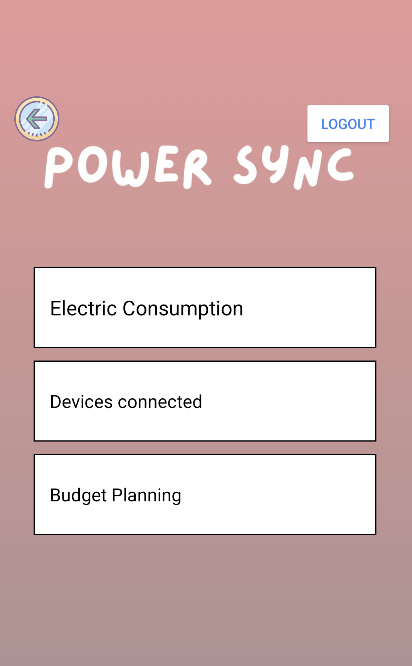 LOGOUT
POWER SYNC
Electric Consumption
Devices connected
Budget Planning